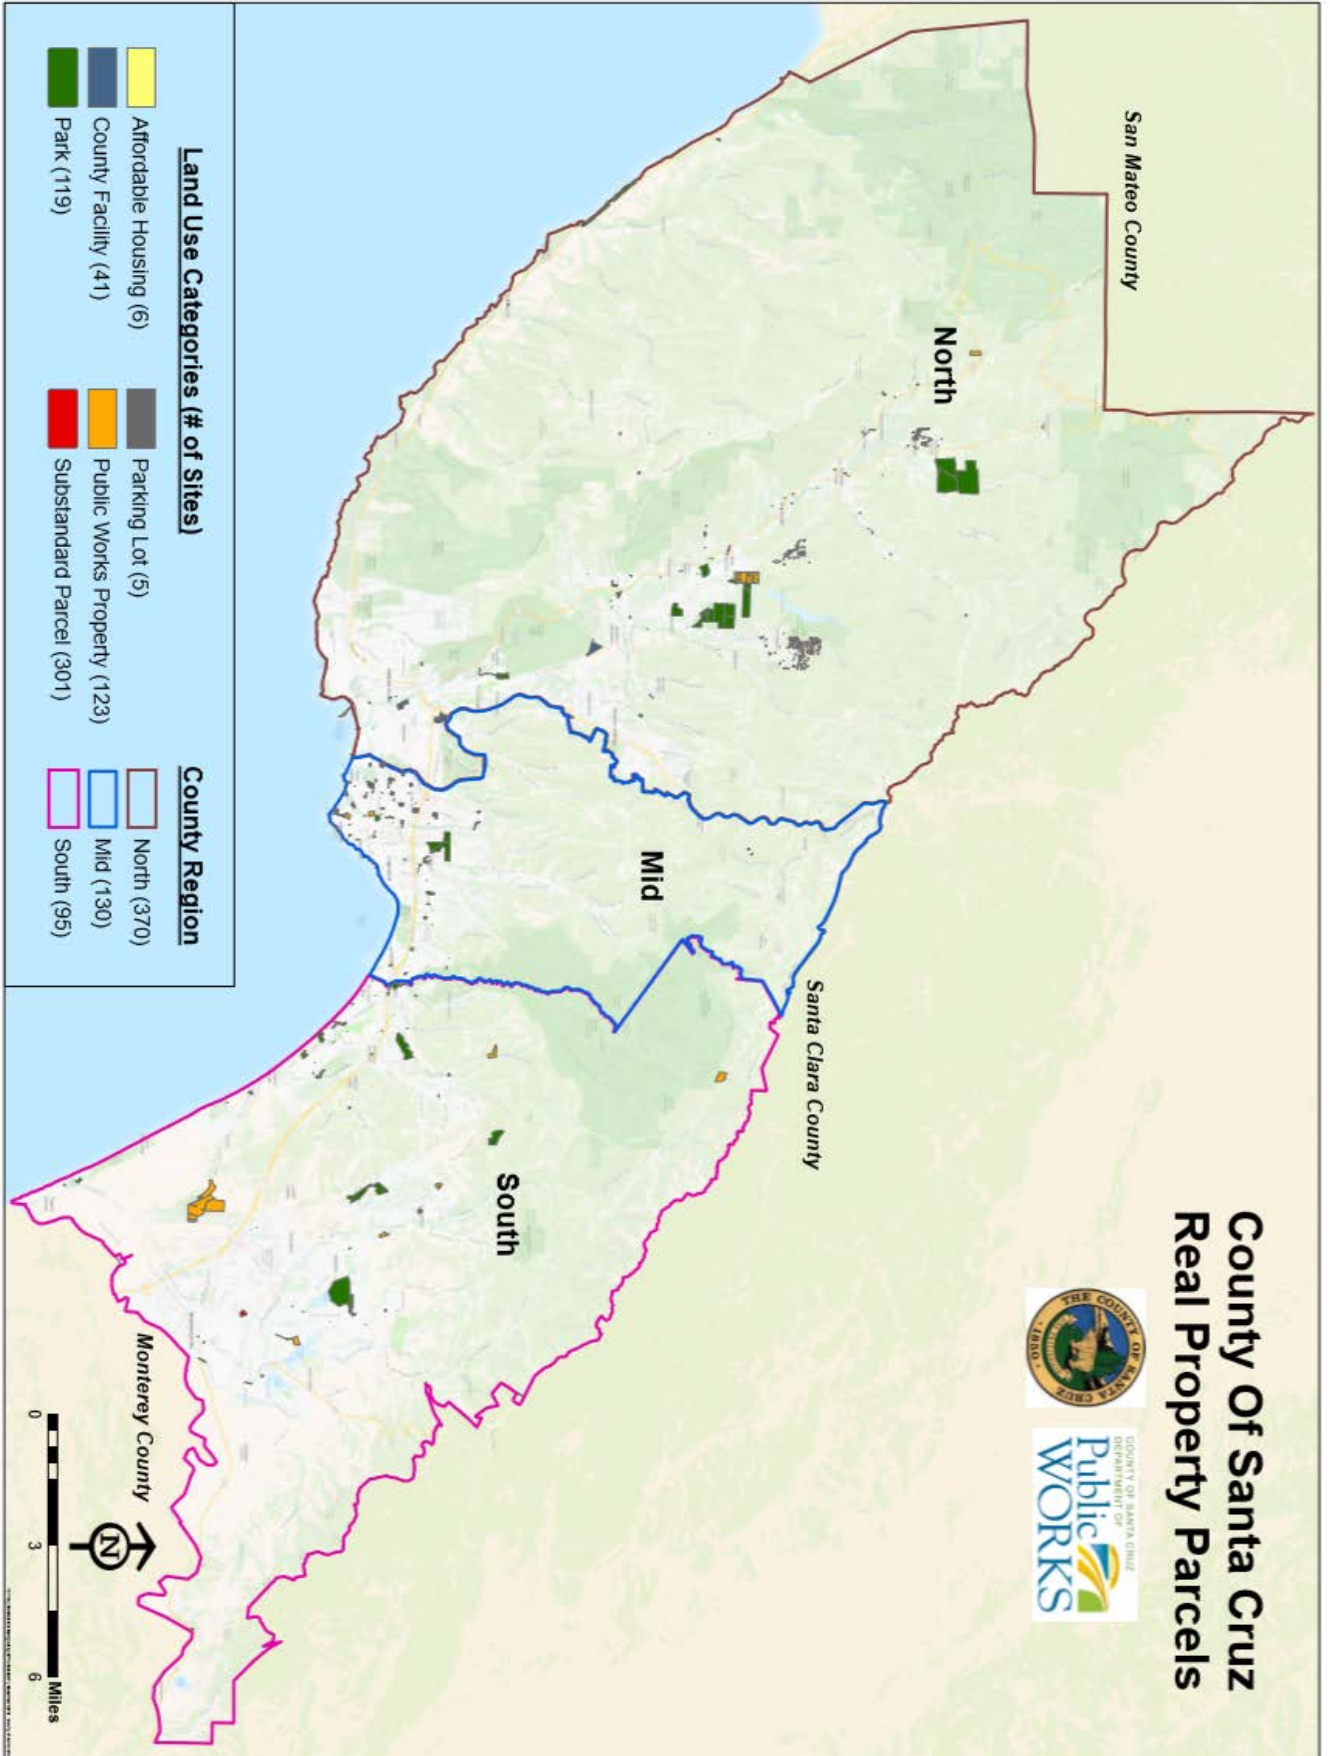 County Of Santa Cruz
Real Property Parcels
THE COUNTY OF SANTA CRUZ
1850
COUNTY OF SANTA CRUZ
DEPARTMENT OF
Public
WORKS
San Mateo County
North
Mid
Santa Clara County
South
Monterey County
N
0 3 6
Miles
Land Use Categories (# of Sites)
Affordable Housing (6)
County Facility (41)
Park (119)
Parking Lot (5)
Public Works Property (123)
Substandard Parcel (301)
County Region
North (370)
Mid (130)
South (95)